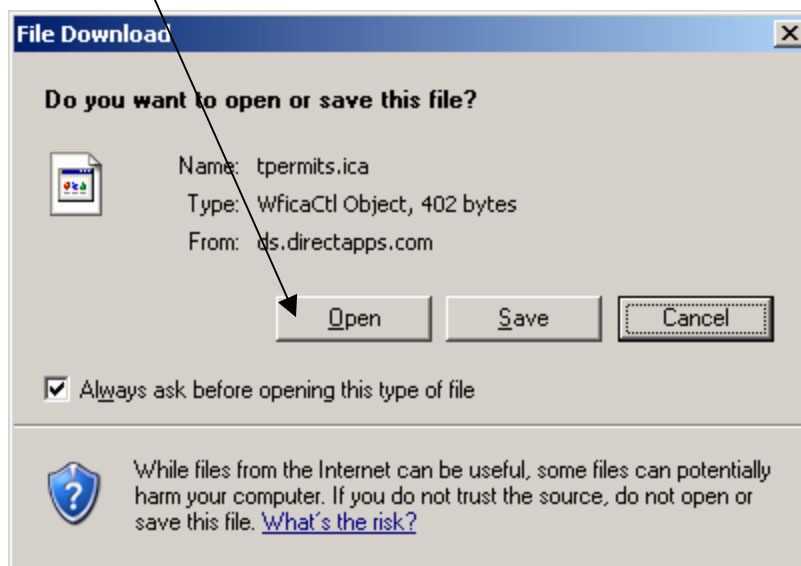 File Download
Do you want to open or save this file?
Name: tpermits.ica
Type: WficaCtl Object, 402 bytes
From: ds.directapps.com
Open Save Cancel
Always ask before opening this type of file
While files from the Internet can be useful, some files can potentially
harm your computer. If you do not trust the source, do not open or
save this file. What's the risk?